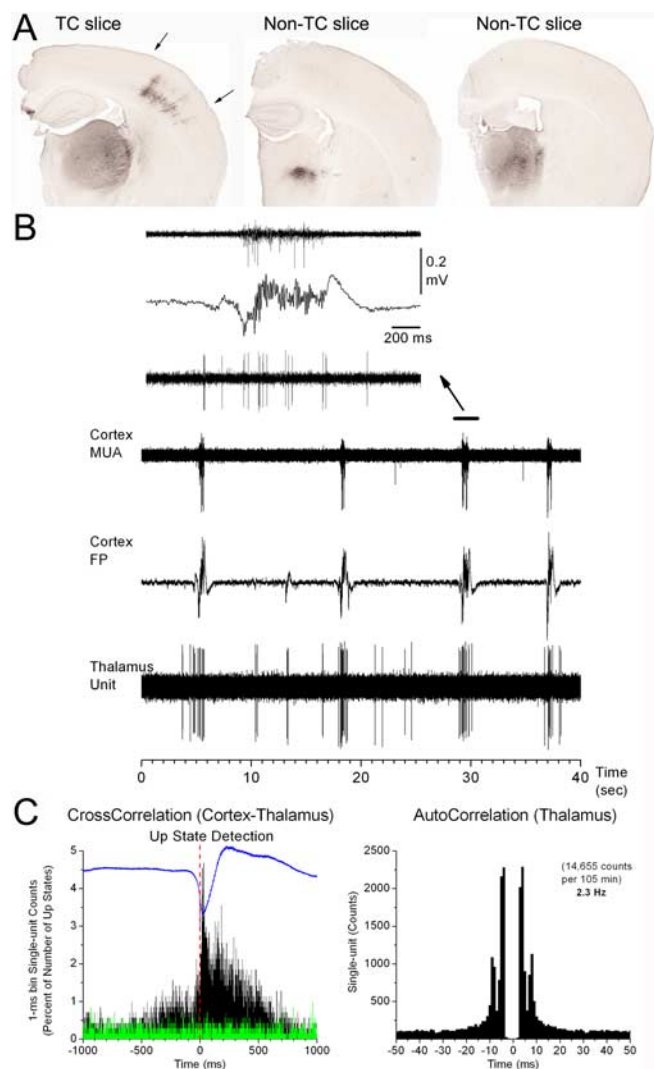 A
TC slice
Non-TC slice
Non-TC slice
B
0.2
mV
200 ms
Cortex
MUA
Cortex
FP
Thalamus
Unit
0 10 20 30 40
Time
(sec)
C
CrossCorrelation (Cortex-Thalamus)
Up State Detection
1-ms bin Single-unit Counts
(Percent of Number of Up States)
5
4
3
2
1
0
-1000 -500 0 500 1000
Time (ms)
AutoCorrelation (Thalamus)
(14,655 counts
per 105 min)
2.3 Hz
Single-unit (Counts)
2500
2000
1500
1000
500
-50 -40 -30 -20 -10 0 10 20 30 40 50
Time (ms)